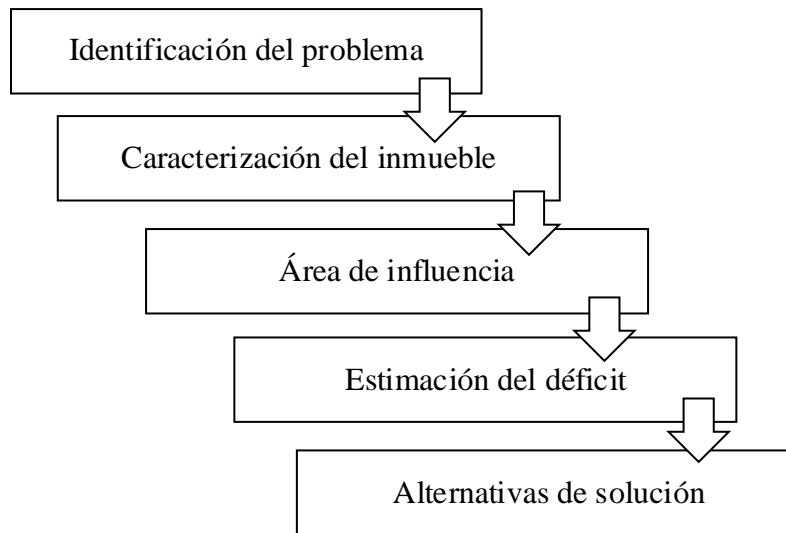 Identificación del problema
Caracterización del inmueble
Área de influencia
Estimación del déficit
Alternativas de solución